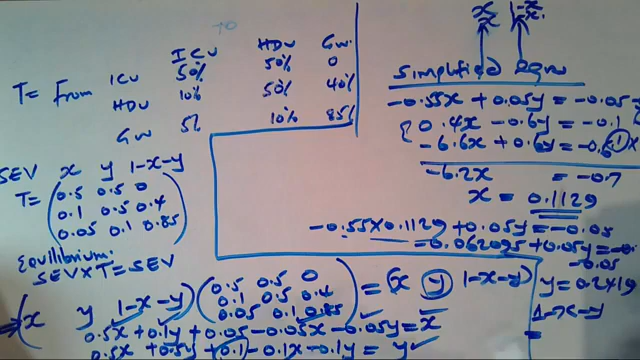 ICU HDU GW
T= From ICU 50% 50% 0
HDU 10% 50% 40%
GW 5% 10% 85%
SEV x y 1-x-y
T= (0.5 0.5 0
0.1 0.5 0.4
0.05 0.1 0.85)
Equilibrium:
SEV x T = SEV
(x y 1-x-y) (0.5 0.5 0
0.1 0.5 0.4
0.05 0.1 0.85) = (x y 1-x-y)
0.5x + 0.1y + 0.05 - 0.05x - 0.05y = x
0.5x + 0.5y + 0.1 - 0.1x - 0.1y = y
Simplified eqn
-0.55x + 0.05y = -0.05
0.4x - 0.6y = -0.1
-6.6x + 0.6y = -0.6
-6.2x = -0.7
x = 0.1129
-0.55 x 0.1129 + 0.05y = -0.05
= 0.062095 + 0.05y =
-0.05
y = 0.2419
1-x-y
=